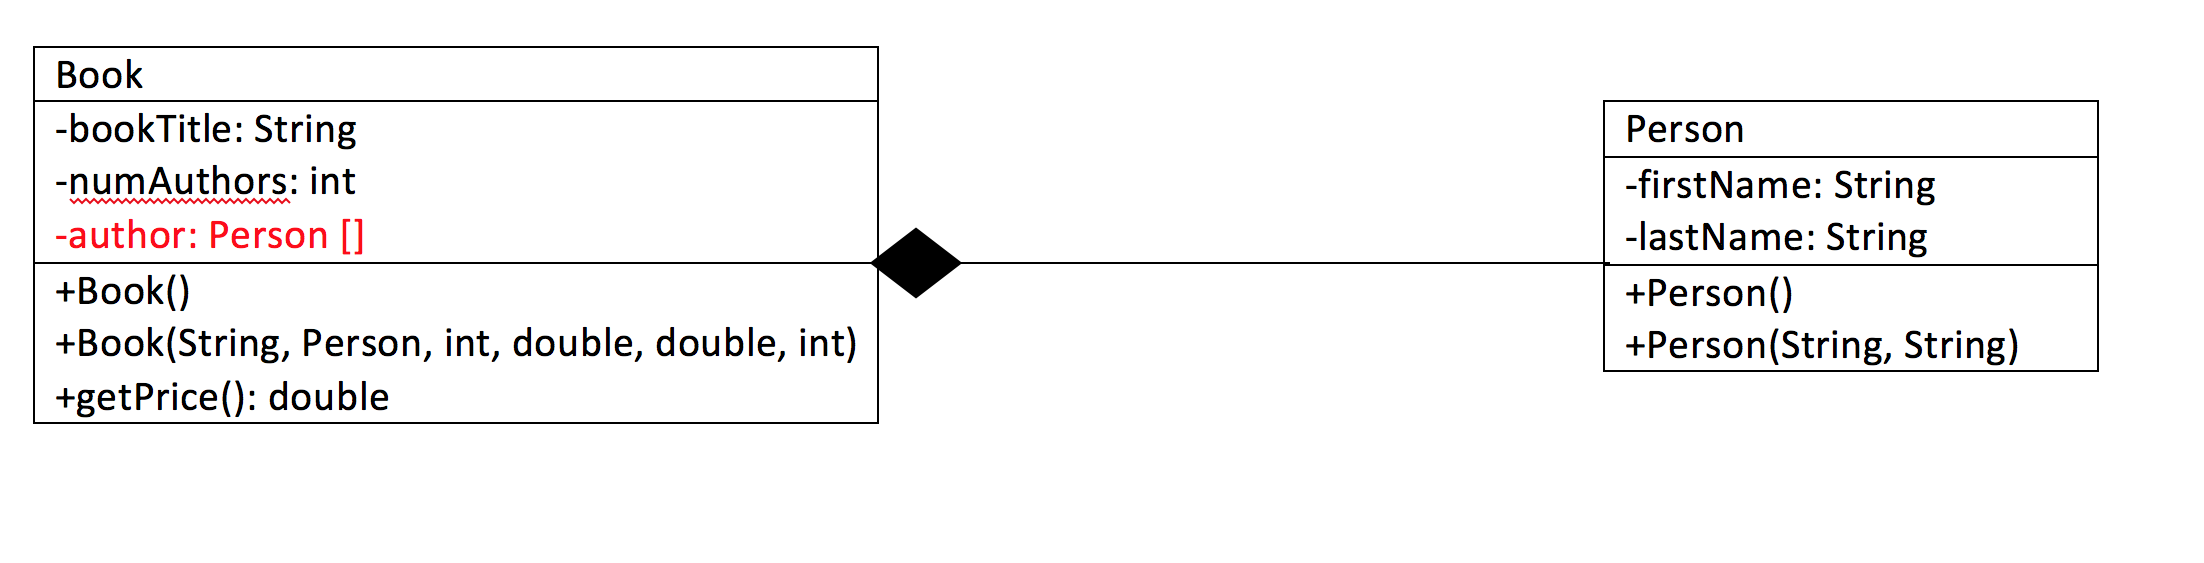 Book
-bookTitle: String
-numAuthors: int
-author: Person []
+Book()
+Book(String, Person, int, double, double, int)
+getPrice(): double
Person
-firstName: String
-lastName: String
+Person()
+Person(String, String)